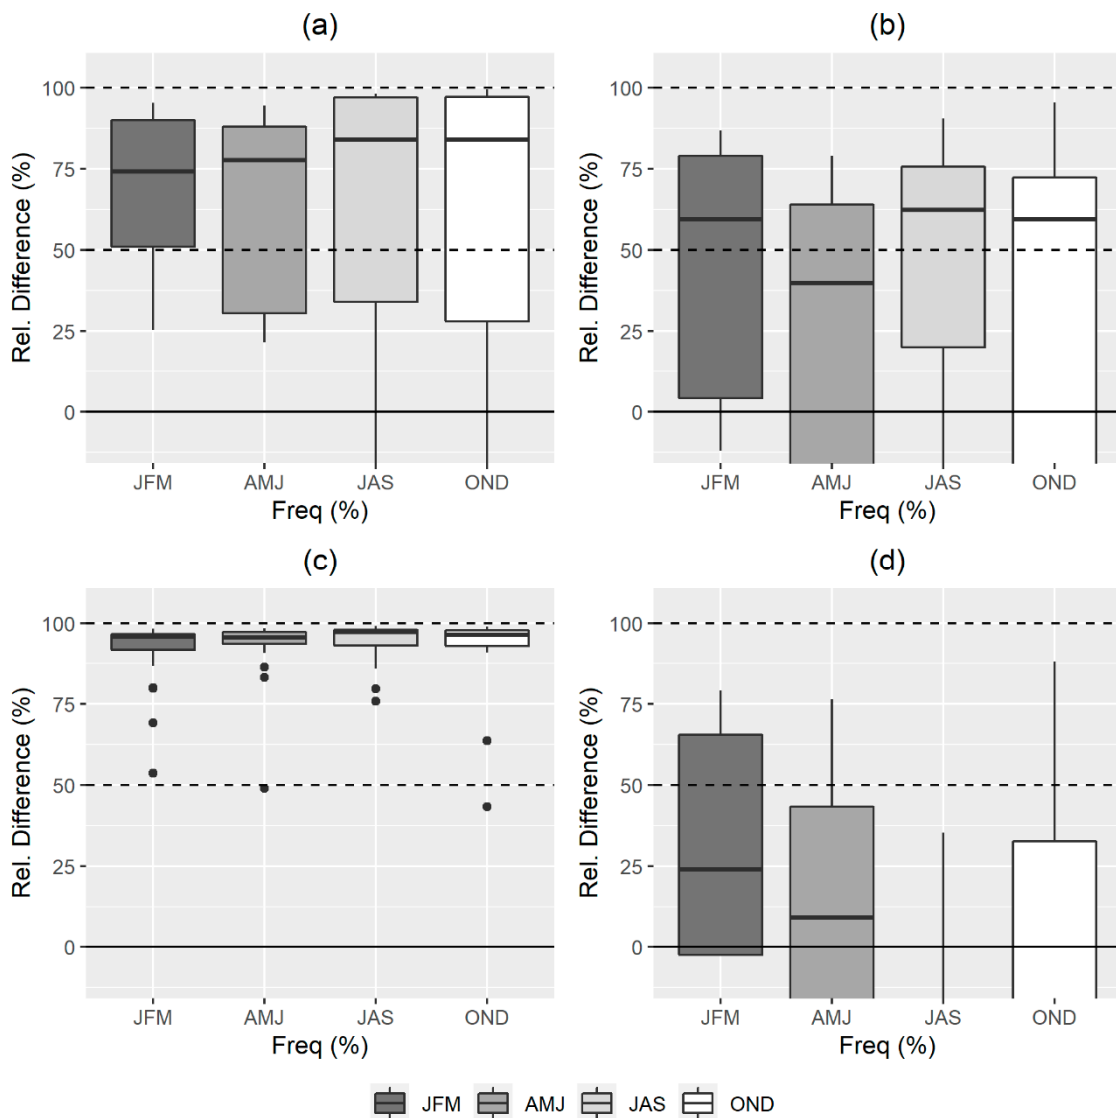 (a)
100
75
50
25
0
Rel. Difference (%)
JFM AMJ JAS OND
Freq (%)
(b)
100
75
50
25
0
Rel. Difference (%)
JFM AMJ JAS OND
Freq (%)
(c)
100
75
50
25
0
Rel. Difference (%)
JFM AMJ JAS OND
Freq (%)
(d)
100
75
50
25
0
Rel. Difference (%)
JFM AMJ JAS OND
Freq (%)
JFM AMJ JAS OND